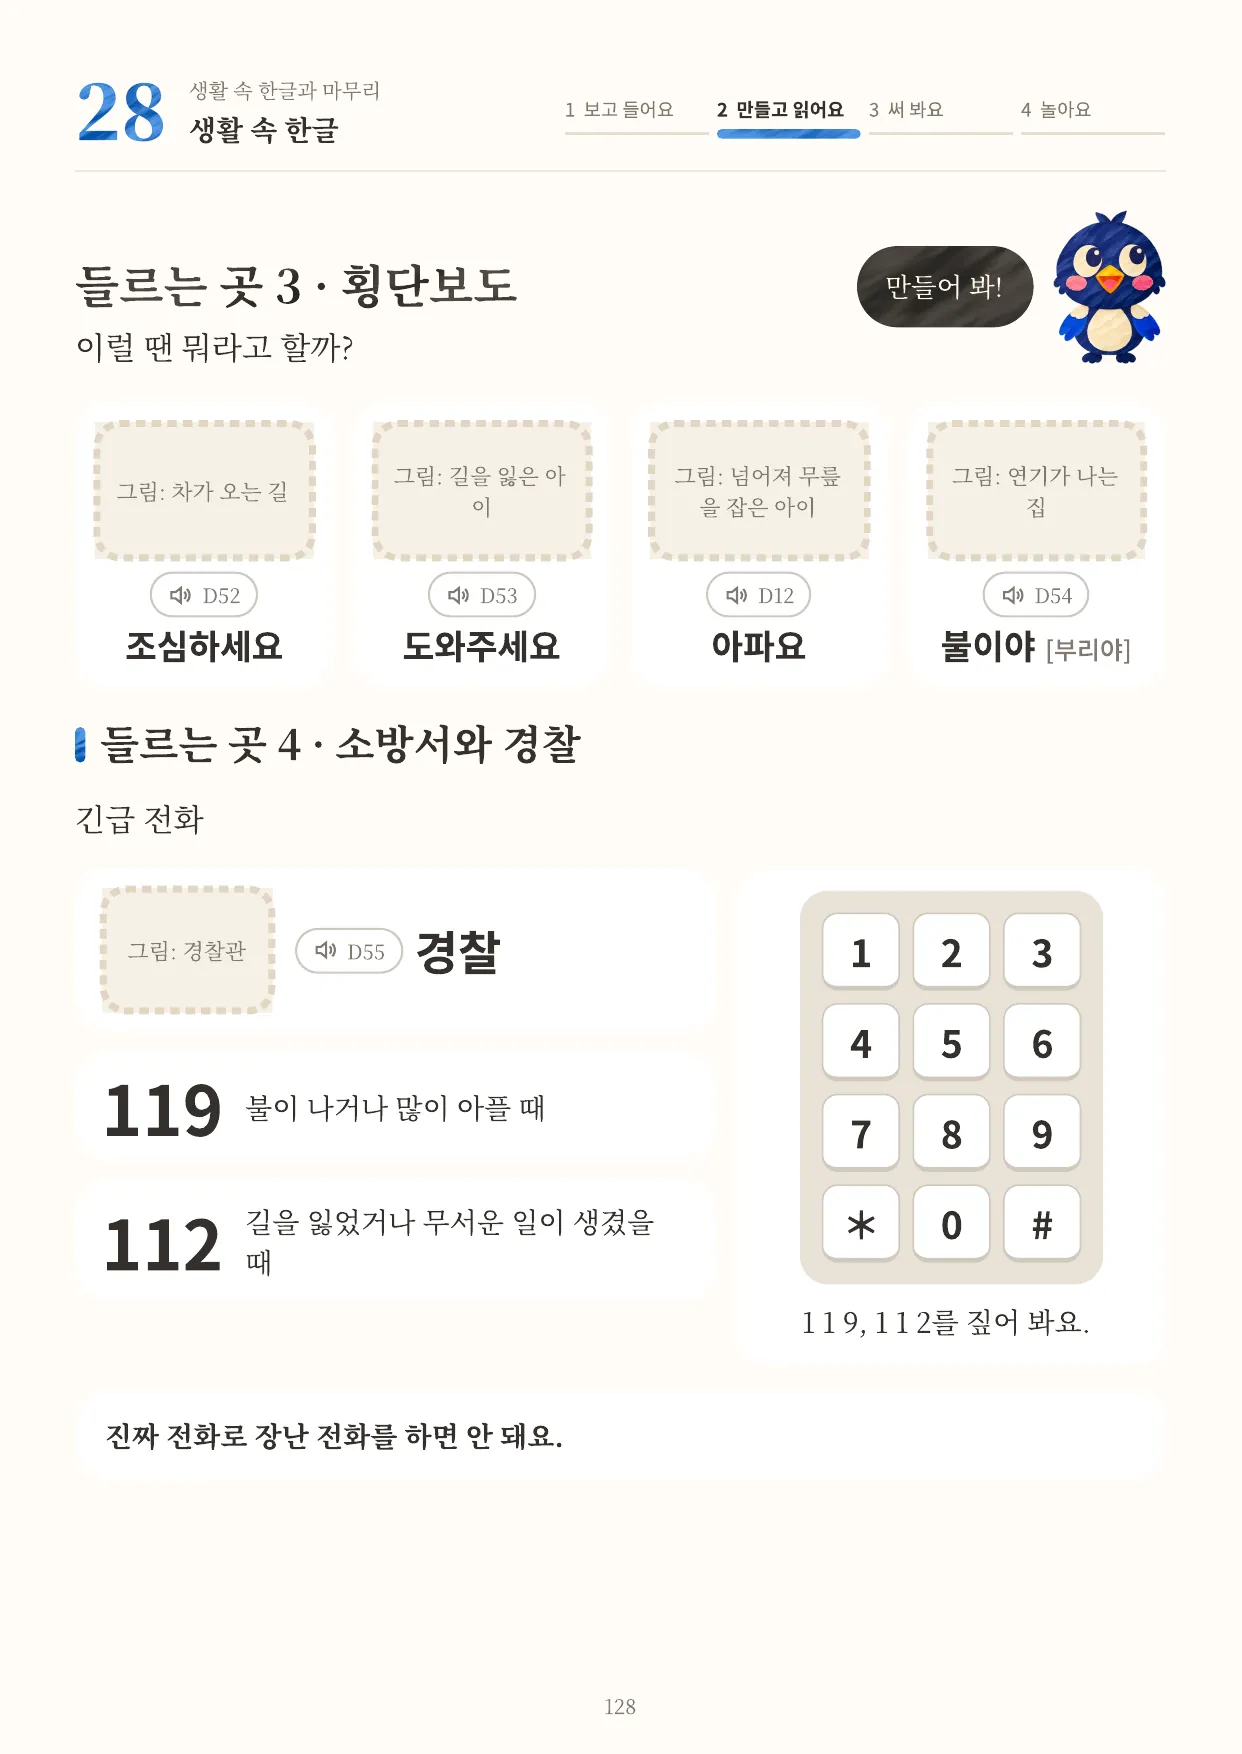 28
생활 속 한글과 마무리
생활 속 한글
1 보고 들어요
2 만들고 읽어요
3 써 봐요
4 놀아요
들르는 곳 3 · 횡단보도
이럴 땐 뭐라고 할까?
만들어 봐!
그림: 차가 오는 길
D52
조심하세요
그림: 길을 잃은 아
이
D53
도와주세요
그림: 넘어져 무릎
을 잡은 아이
D12
아파요
그림: 연기가 나는
집
D54
불이야 [부리야]
들르는 곳 4 · 소방서와 경찰
긴급 전화
그림: 경찰관
D55
경찰
119 불이 나거나 많이 아플 때
112 길을 잃었거나 무서운 일이 생겼을
때
1 2 3
4 5 6
7 8 9
* 0 #
1 1 9, 1 1 2를 짚어 봐요.
진짜 전화로 장난 전화를 하면 안 돼요.
128